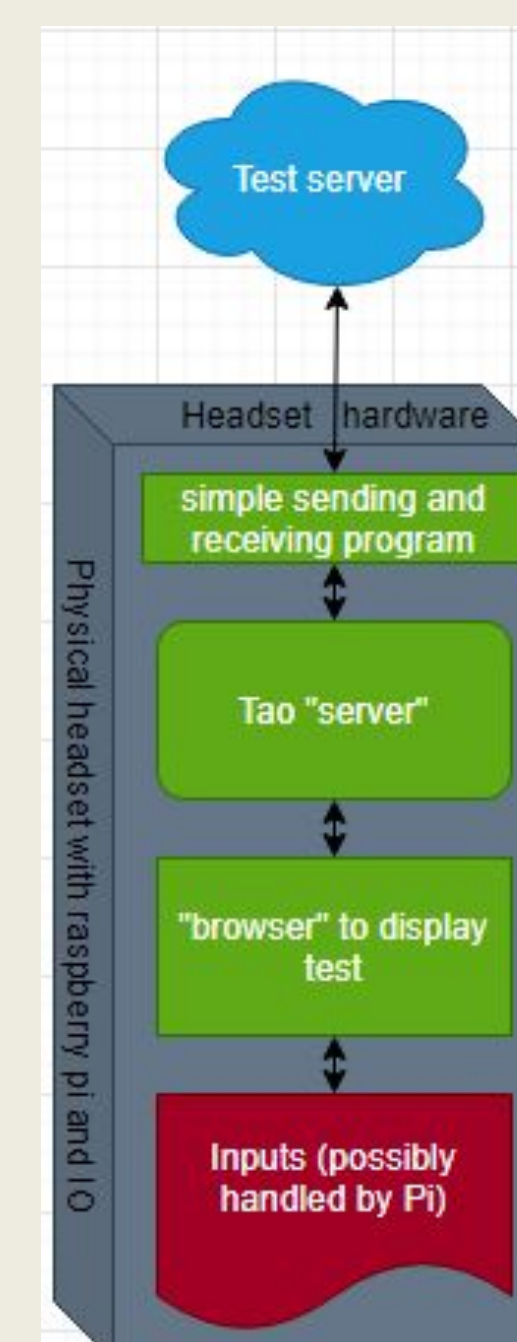 Test server
Headset hardware
simple sending and
receiving program
Physical headset with raspberry pi and IO
Tao "server"
"browser" to display
test
Inputs (possibly
handled by Pi)